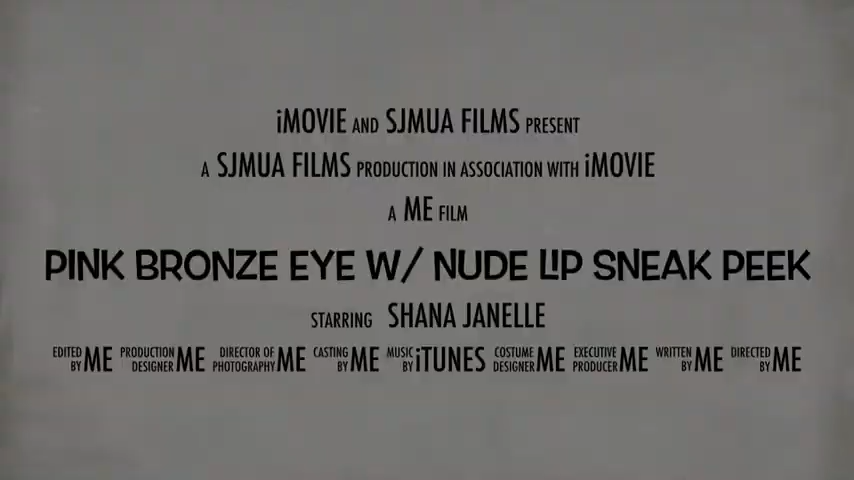 iMOVIE AND SJMUA FILMS PRESENT
A SJMUA FILMS PRODUCTION IN ASSOCIATION WITH iMOVIE
A ME FILM
PINK BRONZE EYE W/ NUDE LIP SNEAK PEEK
STARRING SHANA JANELLE
EDITED BY ME PRODUCTION DESIGNER ME DIRECTOR OF PHOTOGRAPHY ME CASTING BY ME MUSIC BY iTUNES COSTUME DESIGNER ME EXECUTIVE PRODUCER ME WRITTEN BY ME DIRECTED BY ME